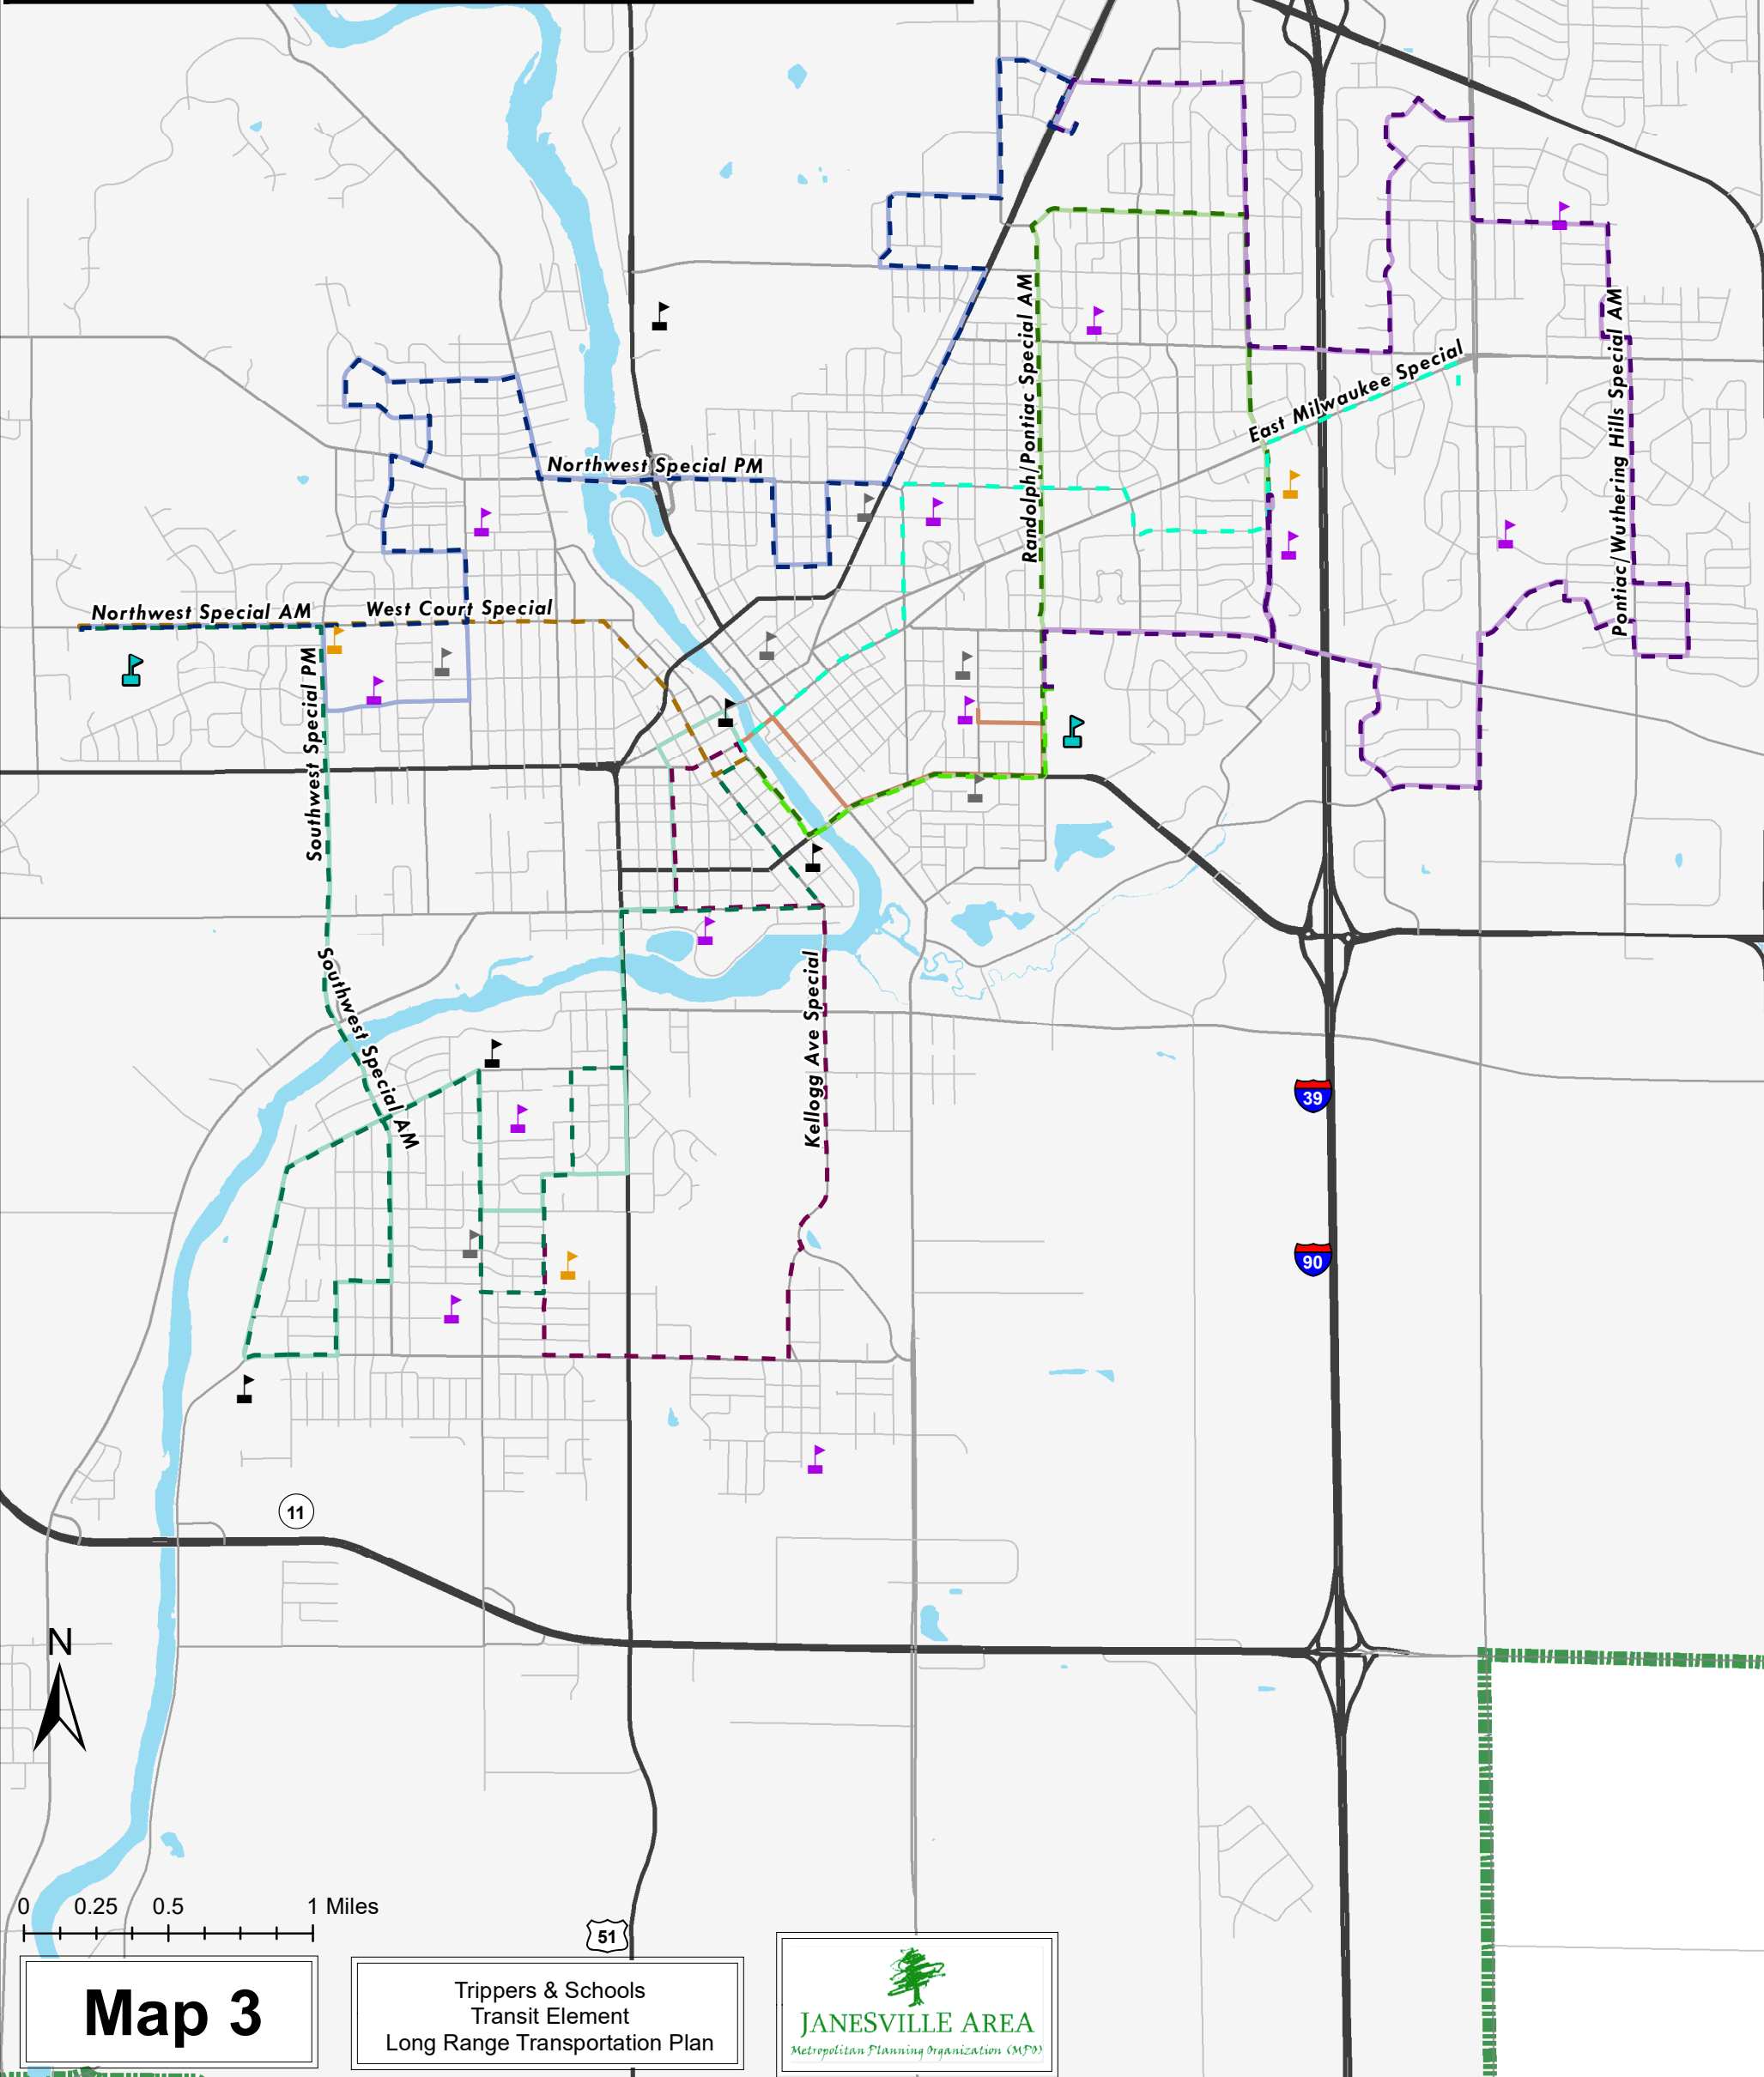 Randolph/Pontiac Special AM
Pontiac/Wuthering Hills Special AM
East Milwaukee Special
Northwest Special PM
Northwest Special AM
West Court Special
Southwest Special PM
Southwest Special AM
Kellogg Ave Special
39
90
11
N
0 0.25 0.5 1 Miles
51
Map 3
Trippers & Schools
Transit Element
Long Range Transportation Plan
JANESVILLE AREA
Metropolitan Planning Organization (MPO)